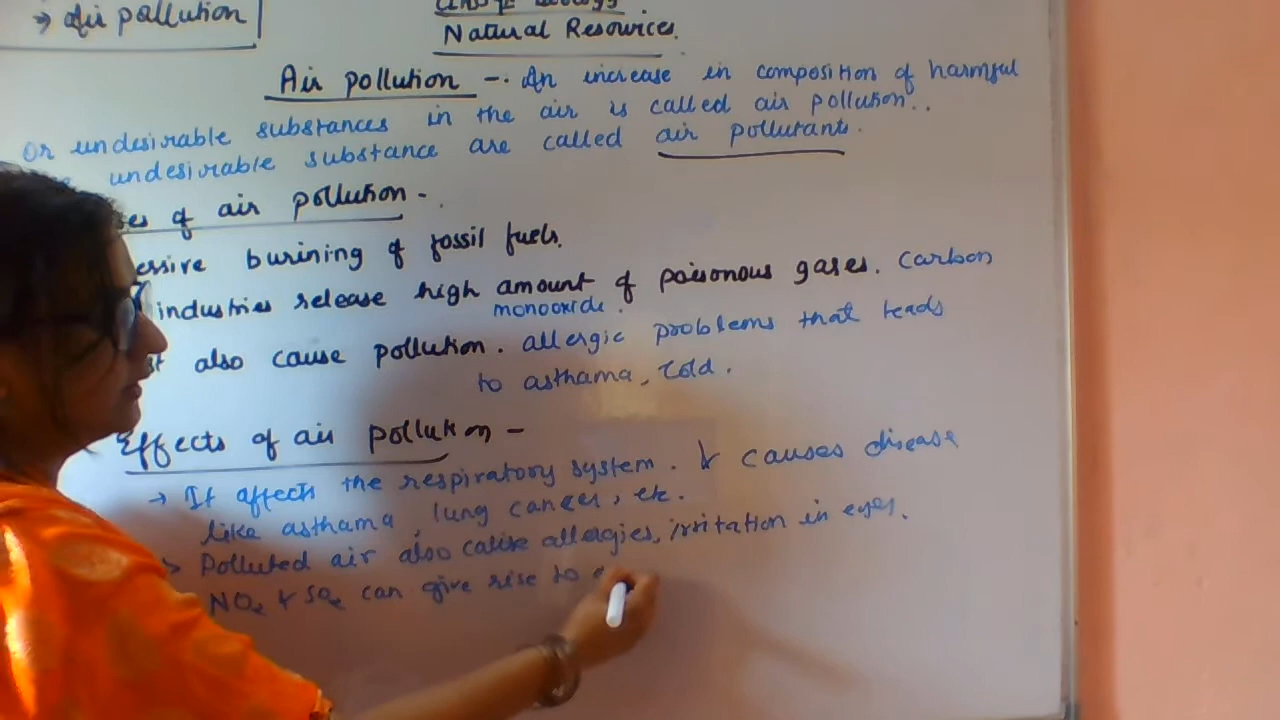 → Air pollution
Natural Resources.
Air pollution -. An increase in composition of harmful
Or undesirable substances in the air is called air pollution..
undesirable substance are called air pollutants.
of air pollution -.
burining of fossil fuels.
industries release high amount of poisonous gases. Carbon
monooxide.
also cause pollution. allergic problems that leads
to asthama, cold.
Effects of air pollution -
→ It affects the respiratory system. & causes disease
like asthama, lung cancer, etc.
> Polluted air also cause allergies, irritation in eyes.
NO2 & SO2 can give rise to